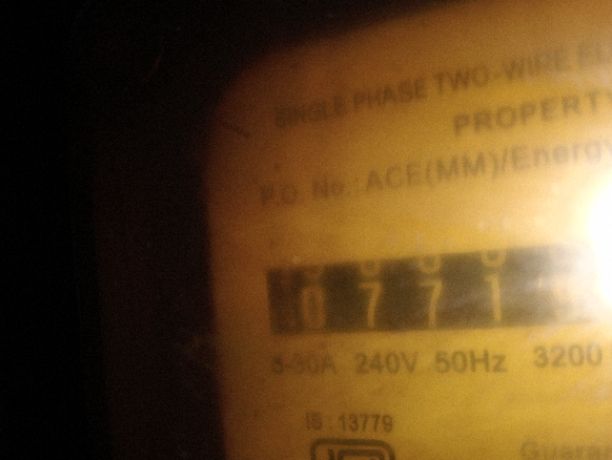 SINGLE PHASE TWO-WIRE
PROPERTY
P.O. No.: ACE(MM)/Energy
0771
5-30A 240V 50Hz 3200
IS : 13779